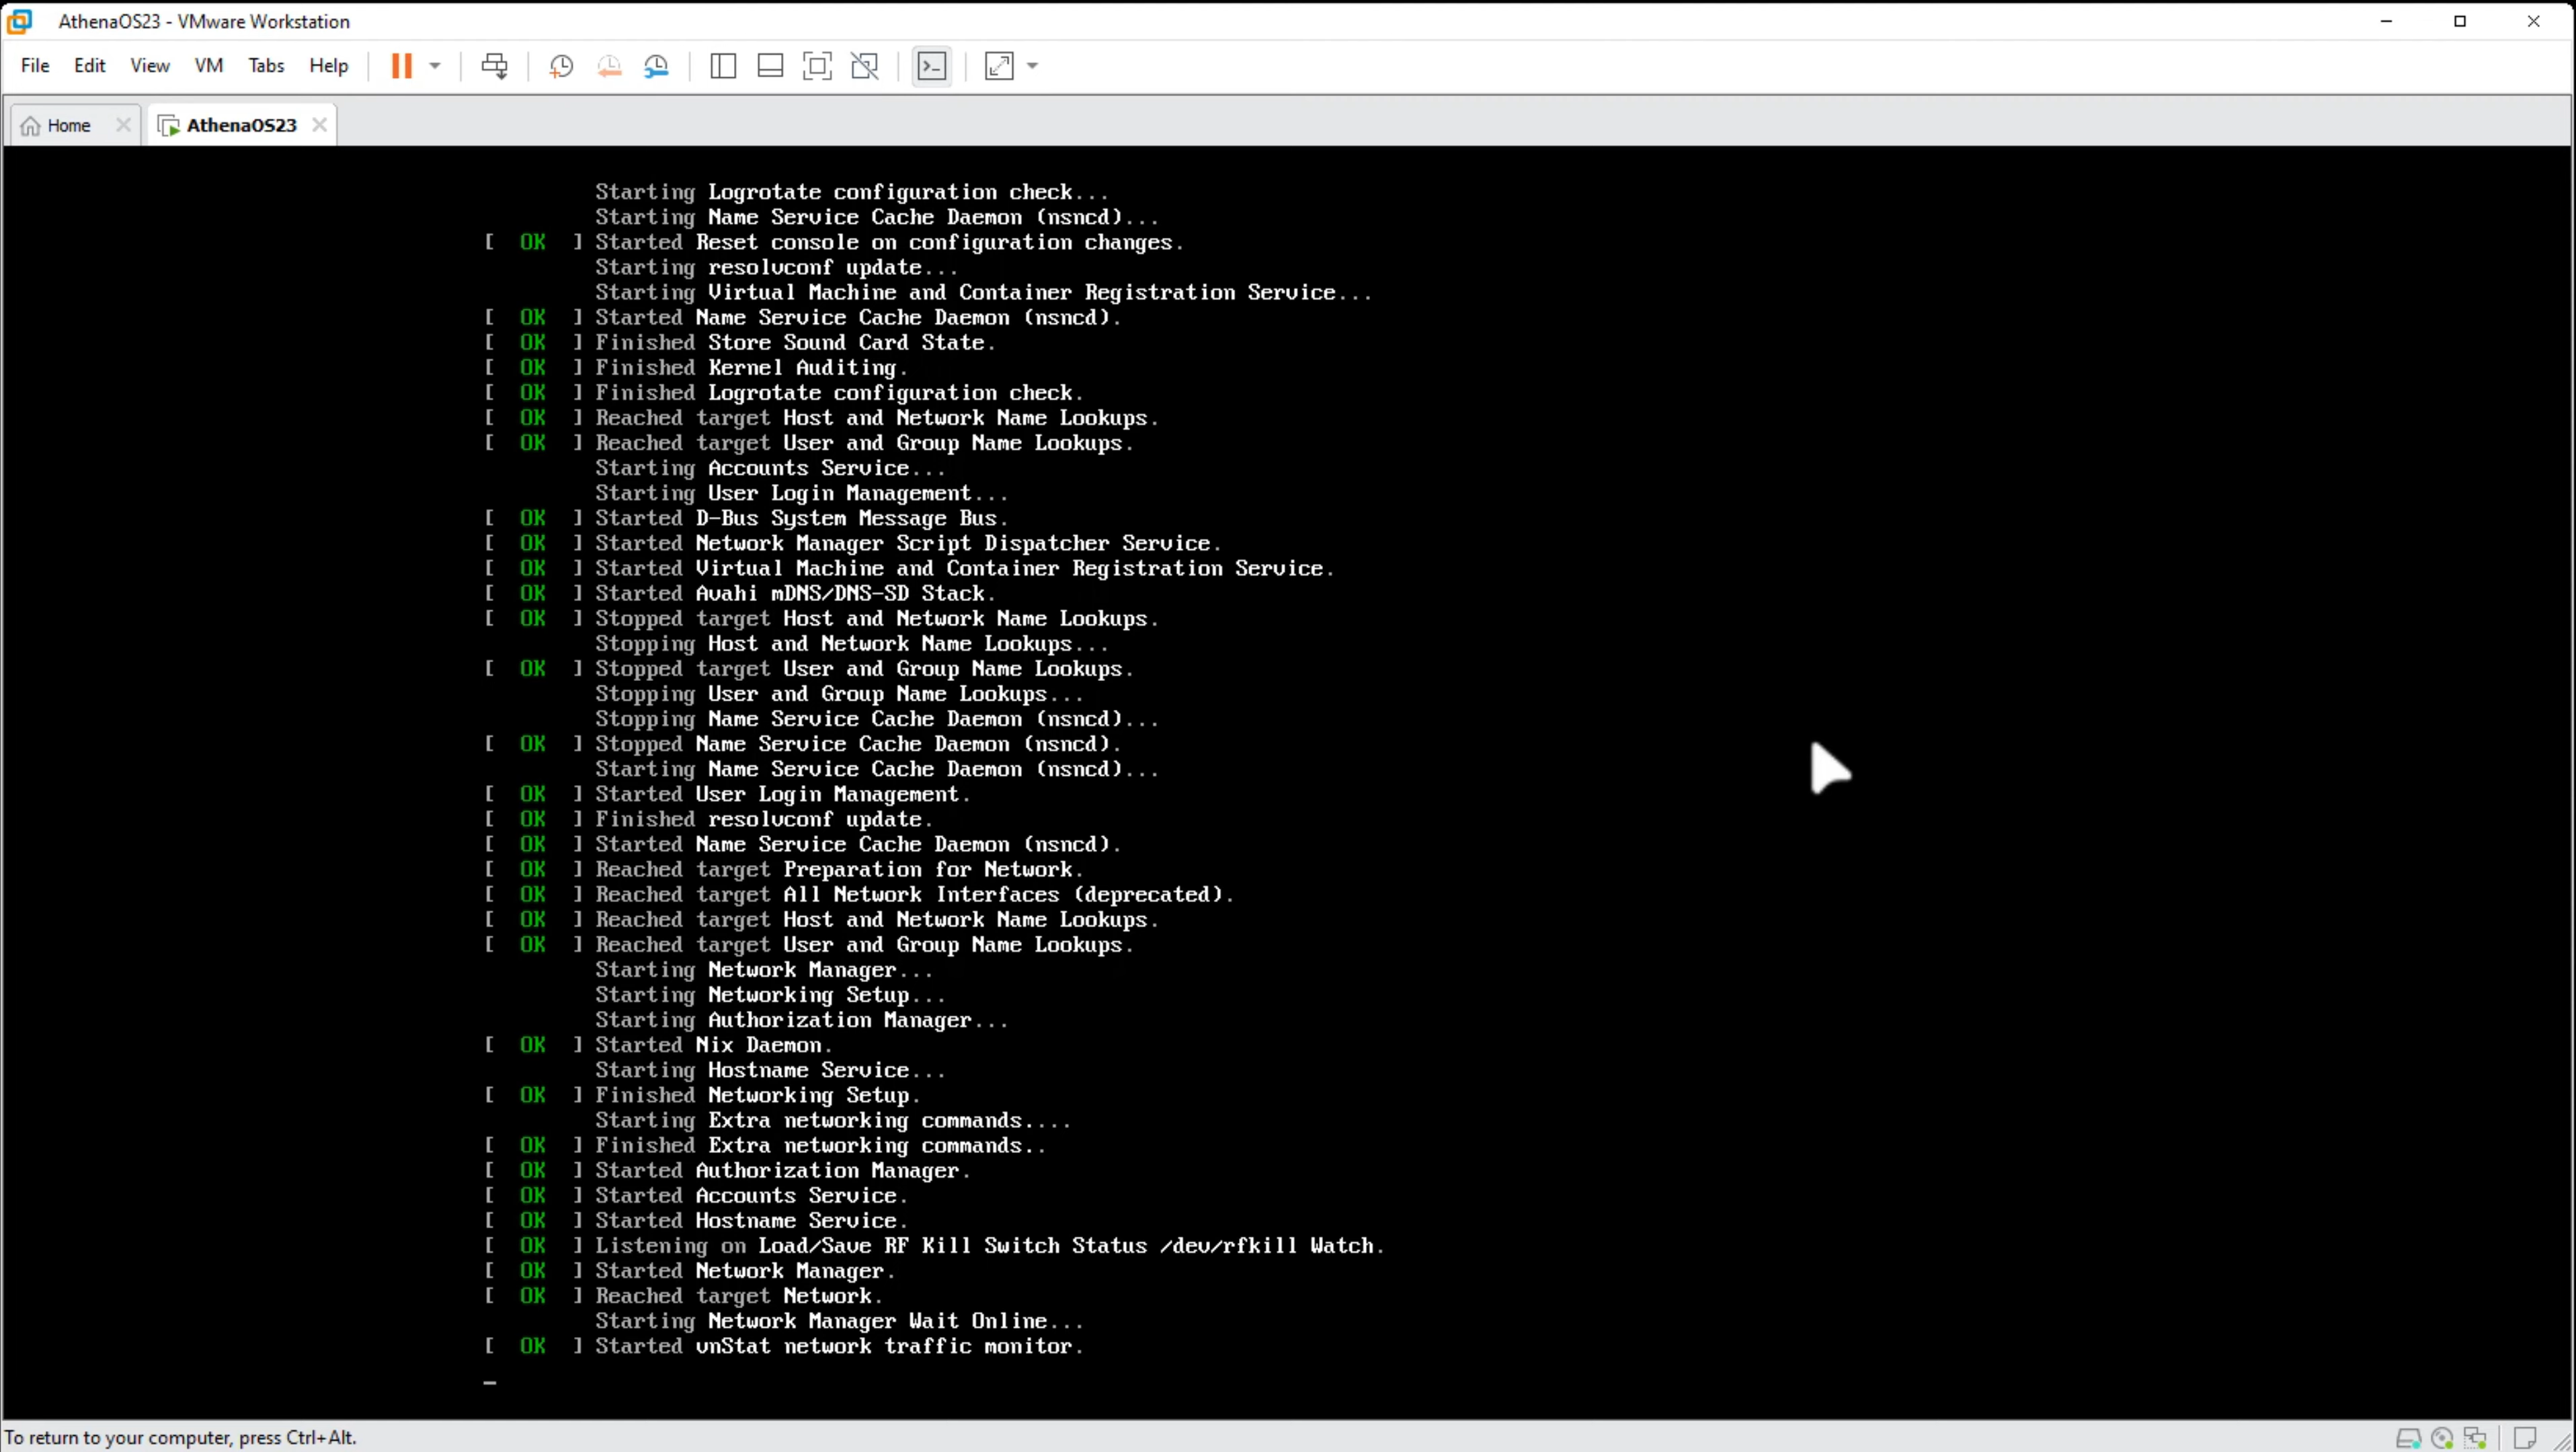 AthenaOS23 - VMware Workstation
File Edit View VM Tabs Help
Home AthenaOS23
Starting Logrotate configuration check...
Starting Name Service Cache Daemon (nsncd)...
[ OK ] Started Reset console on configuration changes.
Starting resolvconf update...
Starting Virtual Machine and Container Registration Service...
[ OK ] Started Name Service Cache Daemon (nsncd).
[ OK ] Finished Store Sound Card State.
[ OK ] Finished Kernel Auditing.
[ OK ] Finished Logrotate configuration check.
[ OK ] Reached target Host and Network Name Lookups.
[ OK ] Reached target User and Group Name Lookups.
Starting Accounts Service...
Starting User Login Management...
[ OK ] Started D-Bus System Message Bus.
[ OK ] Started Network Manager Script Dispatcher Service.
[ OK ] Started Virtual Machine and Container Registration Service.
[ OK ] Started Avahi mDNS/DNS-SD Stack.
[ OK ] Stopped target Host and Network Name Lookups.
Stopping Host and Network Name Lookups...
[ OK ] Stopped target User and Group Name Lookups.
Stopping User and Group Name Lookups...
Stopping Name Service Cache Daemon (nsncd)...
[ OK ] Stopped Name Service Cache Daemon (nsncd).
Starting Name Service Cache Daemon (nsncd)...
[ OK ] Started User Login Management.
[ OK ] Finished resolvconf update.
[ OK ] Started Name Service Cache Daemon (nsncd).
[ OK ] Reached target Preparation for Network.
[ OK ] Reached target All Network Interfaces (deprecated).
[ OK ] Reached target Host and Network Name Lookups.
[ OK ] Reached target User and Group Name Lookups.
Starting Network Manager...
Starting Networking Setup...
Starting Authorization Manager...
[ OK ] Started Nix Daemon.
Starting Hostname Service...
[ OK ] Finished Networking Setup.
Starting Extra networking commands....
[ OK ] Finished Extra networking commands..
[ OK ] Started Authorization Manager.
[ OK ] Started Accounts Service.
[ OK ] Started Hostname Service.
[ OK ] Listening on Load/Save RF Kill Switch Status /dev/rfkill Watch.
[ OK ] Started Network Manager.
[ OK ] Reached target Network.
Starting Network Manager Wait Online...
[ OK ] Started vnStat network traffic monitor.
To return to your computer, press Ctrl+Alt.